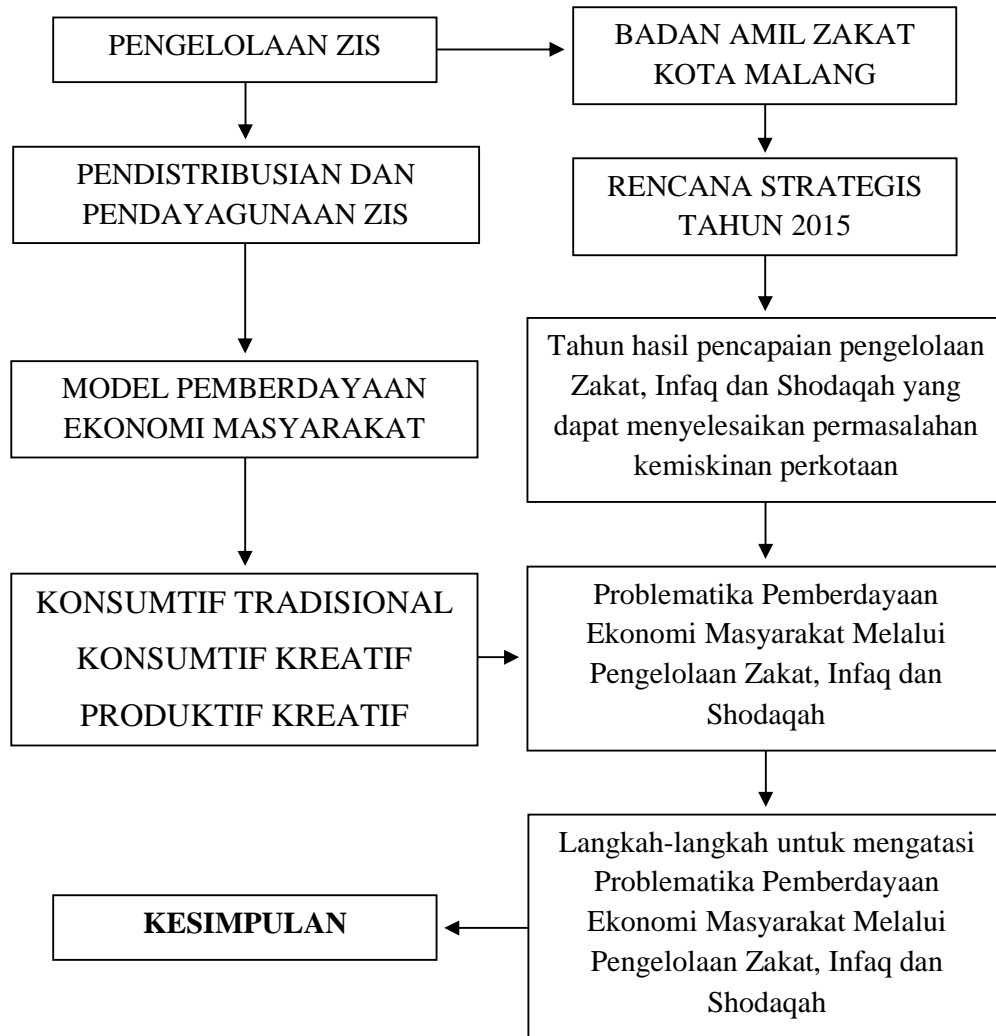 PENGELOLAAN ZIS
BADAN AMIL ZAKAT
KOTA MALANG
PENDISTRIBUSIAN DAN
PENDAYAGUNAAN ZIS
RENCANA STRATEGIS
TAHUN 2015
MODEL PEMBERDAYAAN
EKONOMI MASYARAKAT
Tahun hasil pencapaian pengelolaan
Zakat, Infaq dan Shodaqah yang
dapat menyelesaikan permasalahan
kemiskinan perkotaan
KONSUMTIF TRADISIONAL
KONSUMTIF KREATIF
PRODUKTIF KREATIF
Problematika Pemberdayaan
Ekonomi Masyarakat Melalui
Pengelolaan Zakat, Infaq dan
Shodaqah
Langkah-langkah untuk mengatasi
Problematika Pemberdayaan
Ekonomi Masyarakat Melalui
Pengelolaan Zakat, Infaq dan
Shodaqah
KESIMPULAN